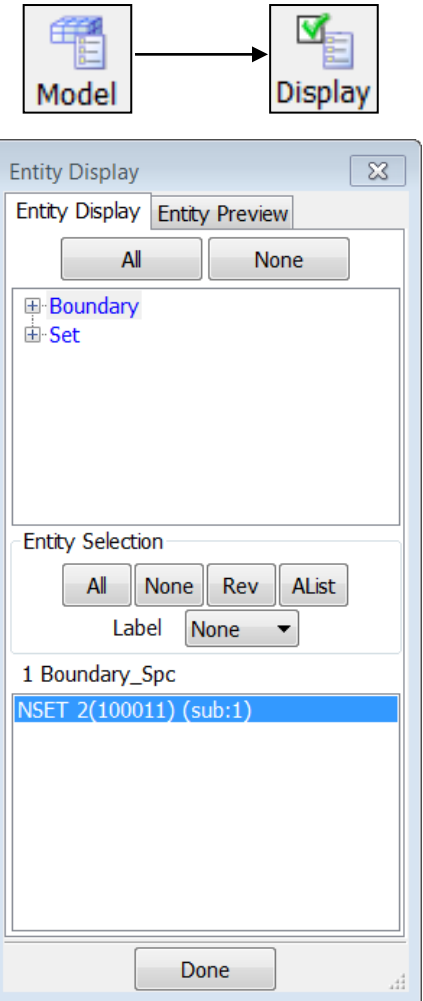 Model Display
Entity Display
Entity Display Entity Preview
All None
Boundary
Set
Entity Selection
All None Rev AList
Label None
1 Boundary_Spc
NSET 2(100011) (sub:1)
Done